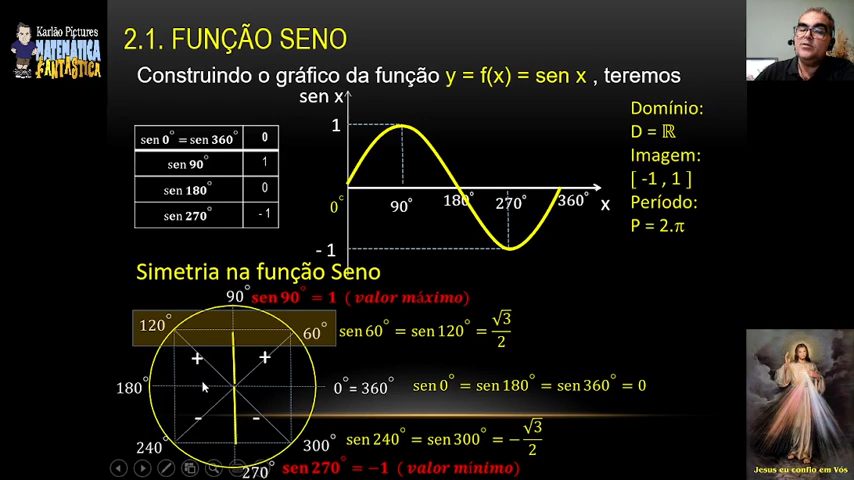 Karlão Pictures
MATEMÁTICA
FANTÁSTICA
2.1. FUNÇÃO SENO
Construindo o gráfico da função y = f(x) = sen x , teremos
sen x
1
0°
90°
180°
270°
360°
x
- 1
sen 0° = sen 360° 0
sen 90° 1
sen 180° 0
sen 270° - 1
Domínio:
D = ℝ
Imagem:
[ -1 , 1 ]
Período:
P = 2.π
Simetria na função Seno
90° sen 90° = 1 ( valor máximo)
120°
60°
sen 60° = sen 120° = √3/2
+ +
180°
0°= 360°
sen 0° = sen 180° = sen 360° = 0
- -
240°
300°
sen 240° = sen 300° = −√3/2
270° sen 270° = −1 ( valor mínimo)
Jesus eu confio em Vós